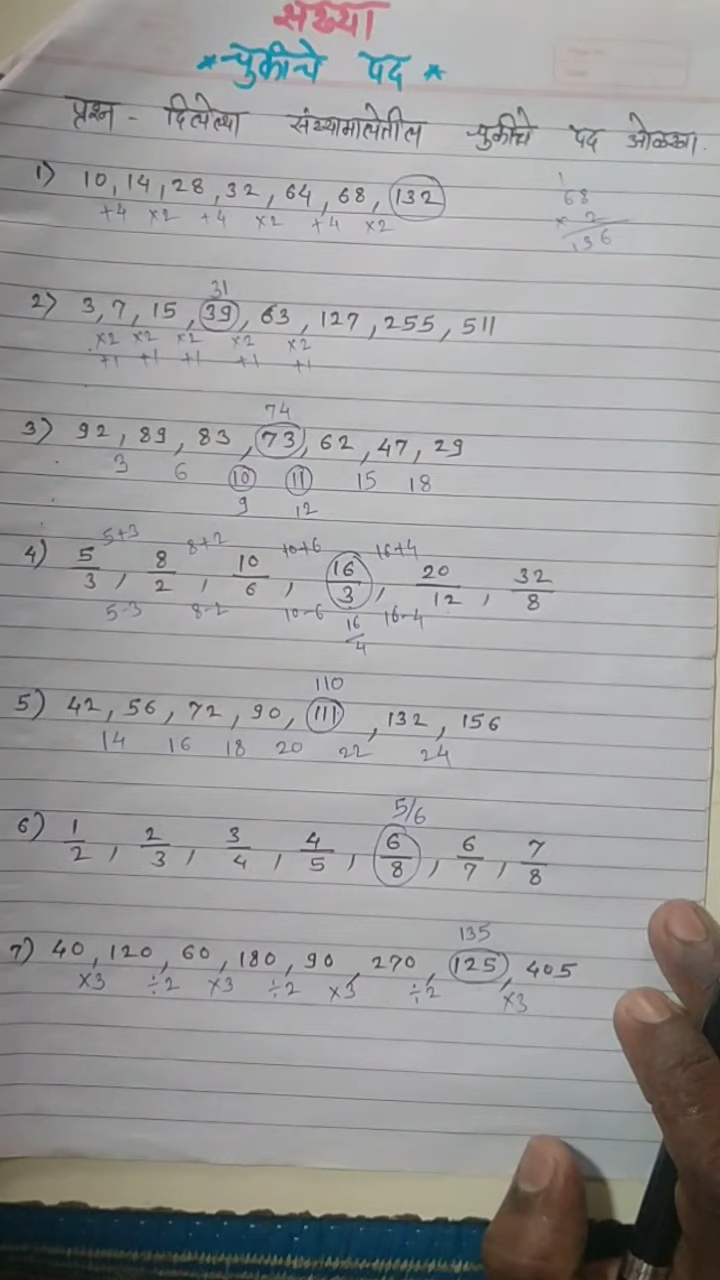 संख्या
* चुकीचे पद *
प्रश्न - दिलेल्या संख्यामालेतील चुकीचे पद ओळखा.
1) 10, 14, 28, 32, 64, 68, 132
+4 ×2 +4 ×2 +4 ×2
1
68
× 2
136
31
2) 3, 7, 15, 39, 63, 127, 255, 511
×2 ×2 ×2 ×2 ×2
+1 +1 +1 +1 +1
74
3) 92, 89, 83, 73, 62, 47, 29
3 6 10 11 15 18
9 12
5+3 8+2 10+6 16+4
4) 5/3, 8/2, 10/6, 16/3, 20/12, 32/8
5-3 8-2 10-6 16-4
16/4
110
5) 42, 56, 72, 90, 111, 132, 156
14 16 18 20 22 24
5/6
6) 1/2, 2/3, 3/4, 4/5, 6/8, 6/7, 7/8
135
7) 40, 120, 60, 180, 90, 270, 125, 405
×3 ÷2 ×3 ÷2 ×3 ÷2 ×3